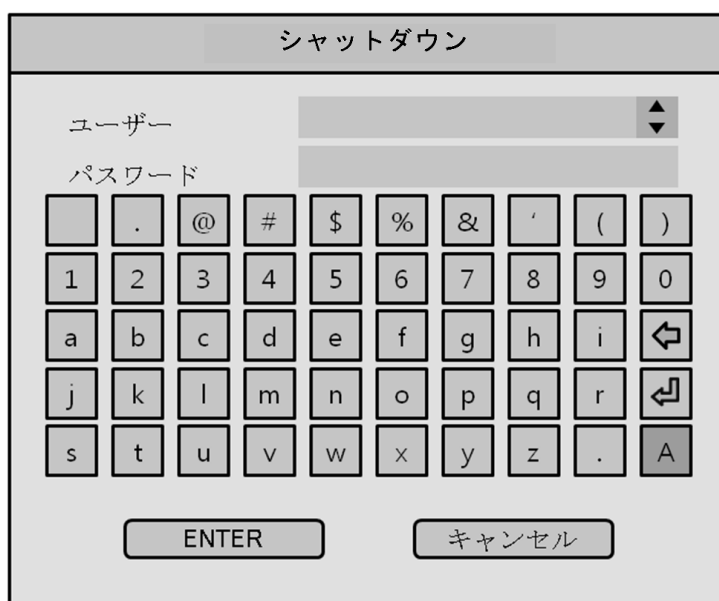 シャットダウン
ユーザー
パスワード
. @ # $ % & ‘ ( )
1 2 3 4 5 6 7 8 9 0
a b c d e f g h i
j k l m n o p q r
s t u v w x y z . A
ENTER キャンセル